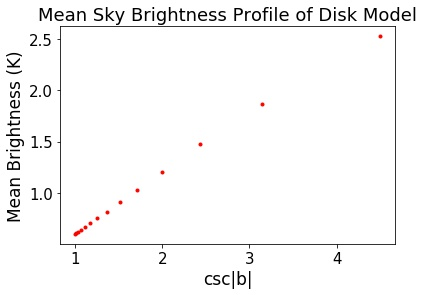 Mean Sky Brightness Profile of Disk Model
Mean Brightness (K)
2.5
2.0
1.5
1.0
1 2 3 4
csc|b|